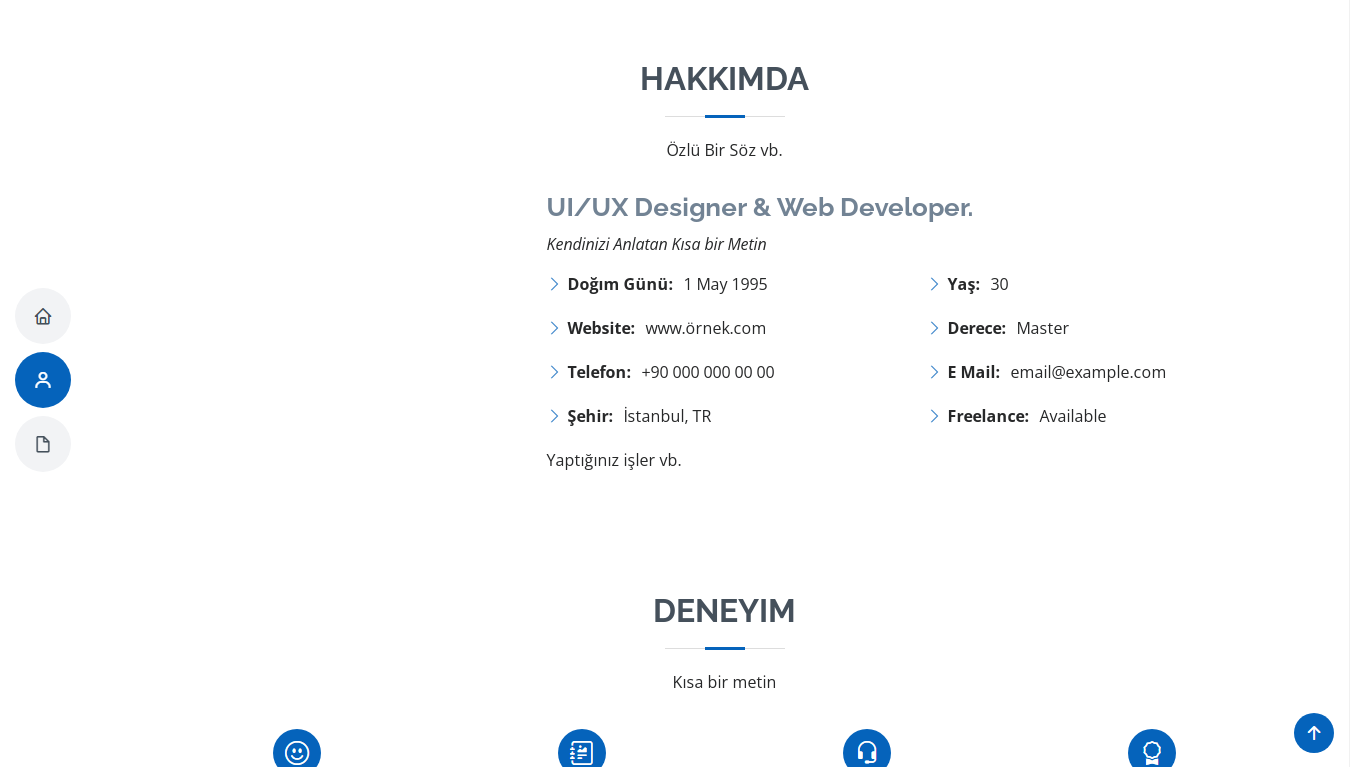 HAKKIMDA
Özlü Bir Söz vb.
UI/UX Designer & Web Developer.
Kendinizi Anlatan Kısa bir Metin
Doğım Günü: 1 May 1995
Yaş: 30
Website: www.örnek.com
Derece: Master
Telefon: +90 000 000 00 00
E Mail: email@example.com
Şehir: İstanbul, TR
Freelance: Available
Yaptığınız işler vb.
DENEYIM
Kısa bir metin